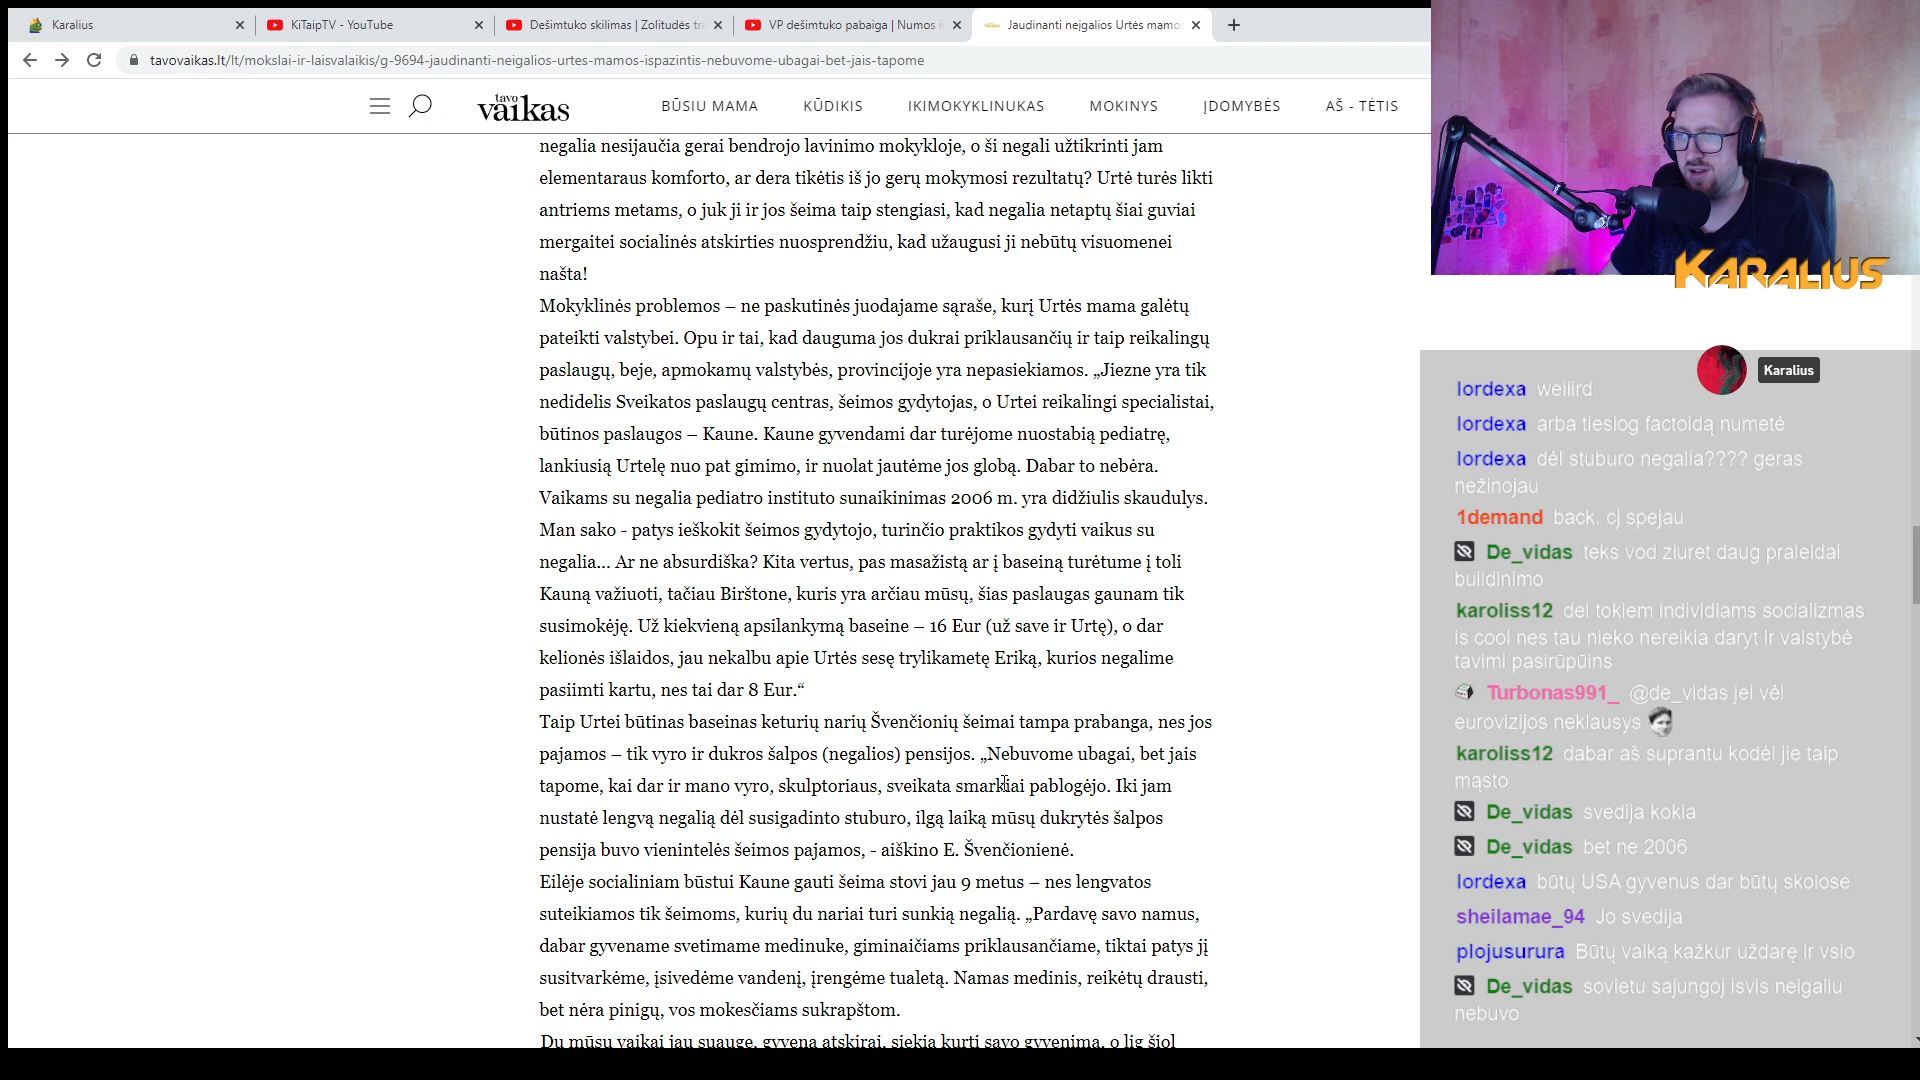 Karalius
KiTaipTV - YouTube
Dešimtuko skilimas | Zolitudės tra
VP dešimtuko pabaiga | Numos i
Jaudinanti neįgalios Urtės mamos
tavovaikas.lt/lt/mokslai-ir-laisvalaikis/g-9694-jaudinanti-neigalios-urtes-mamos-ispazintis-nebuvome-ubagai-bet-jais-tapome
tavo
vaikas
BŪSIU MAMA KŪDIKIS IKIMOKYKLINUKAS MOKINYS ĮDOMYBĖS AŠ - TĖTIS
negalia nesijaučia gerai bendrojo lavinimo mokykloje, o ši negali užtikrinti jam
elementaraus komforto, ar dera tikėtis iš jo gerų mokymosi rezultatų? Urtė turės likti
antriems metams, o juk ji ir jos šeima taip stengiasi, kad negalia netaptų šiai guviai
mergaitei socialinės atskirties nuosprendžiu, kad užaugusi ji nebūtų visuomenei
našta!
Mokyklinės problemos – ne paskutinės juodajame sąraše, kurį Urtės mama galėtų
pateikti valstybei. Opu ir tai, kad dauguma jos dukrai priklausančių ir taip reikalingų
paslaugų, beje, apmokamų valstybės, provincijoje yra nepasiekiamos. „Jiezne yra tik
nedidelis Sveikatos paslaugų centras, šeimos gydytojas, o Urtei reikalingi specialistai,
būtinos paslaugos – Kaune. Kaune gyvendami dar turėjome nuostabią pediatrę,
lankiusią Urtelę nuo pat gimimo, ir nuolat jautėme jos globą. Dabar to nebėra.
Vaikams su negalia pediatro instituto sunaikinimas 2006 m. yra didžiulis skaudulys.
Man sako - patys ieškokit šeimos gydytojo, turinčio praktikos gydyti vaikus su
negalia... Ar ne absurdiška? Kita vertus, pas masažistą ar į baseiną turėtume į toli
Kauną važiuoti, tačiau Birštone, kuris yra arčiau mūsų, šias paslaugas gaunam tik
susimokėję. Už kiekvieną apsilankymą baseine – 16 Eur (už save ir Urtę), o dar
kelionės išlaidos, jau nekalbu apie Urtės sesę trylikametę Eriką, kurios negalime
pasiimti kartu, nes tai dar 8 Eur.“
Taip Urtei būtinas baseinas keturių narių Švenčionių šeimai tampa prabanga, nes jos
pajamos – tik vyro ir dukros šalpos (negalios) pensijos. „Nebuvome ubagai, bet jais
tapome, kai dar ir mano vyro, skulptoriaus, sveikata smarkiai pablogėjo. Iki jam
nustatė lengvą negalią dėl susigadinto stuburo, ilgą laiką mūsų dukrytės šalpos
pensija buvo vienintelės šeimos pajamos, - aiškino E. Švenčionienė.
Eilėje socialiniam būstui Kaune gauti šeima stovi jau 9 metus – nes lengvatos
suteikiamos tik šeimoms, kurių du nariai turi sunkią negalią. „Pardavę savo namus,
dabar gyvename svetimame medinuke, giminaičiams priklausančiame, tiktai patys jį
susitvarkėme, įsivedėme vandenį, įrengėme tualetą. Namas medinis, reikėtų drausti,
bet nėra pinigų, vos mokesčiams sukrapštom.
Du mūsų vaikai jau suaugę, gyvena atskirai, siekia kurti savo gyvenimą, o lig šiol
KARALIUS
Karalius
lordexa weiiird
lordexa arba tiesiog factoidą numetė
lordexa dėl stuburo negalia???? geras
nežinojau
1demand back. cj spejau
De_vidas teks vod ziuret daug praleidai
buildinimo
karoliss12 del tokiem individiams socializmas
is cool nes tau nieko nereikia daryt ir valstybė
tavimi pasirūpūins
Turbonas991_ @de_vidas jei vėl
eurovizijos neklausys
karoliss12 dabar aš suprantu kodėl jie taip
mąsto
De_vidas svedija kokia
De_vidas bet ne 2006
lordexa būtų USA gyvenus dar būtų skolose
sheilamae_94 Jo svedija
plojusurura Būtų vaiką kažkur uždarę ir vsio
De_vidas sovietu sajungoj isvis neigaliu
nebuvo